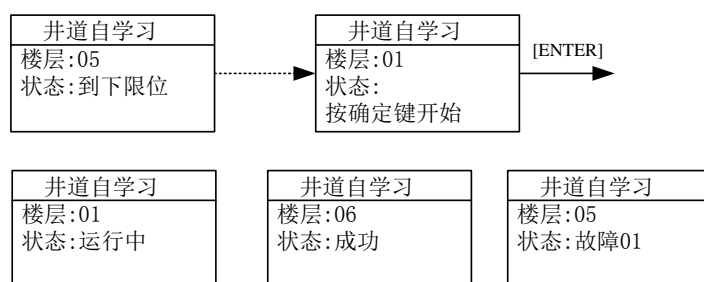 井道自学习
楼层:05
状态:到下限位
井道自学习
楼层:01
状态:
按确定键开始
[ENTER]
井道自学习
楼层:01
状态:运行中
井道自学习
楼层:06
状态:成功
井道自学习
楼层:05
状态:故障01